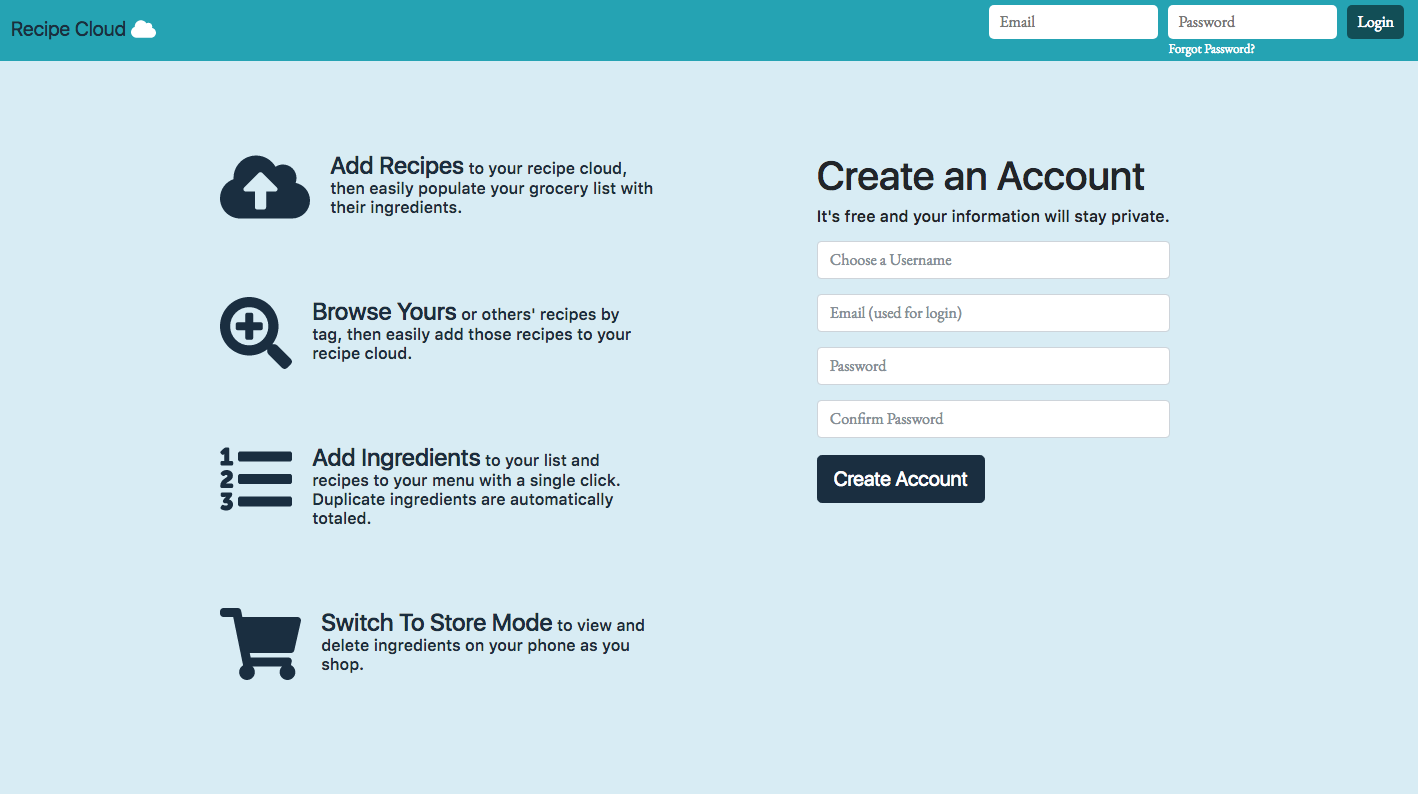 Recipe Cloud
Email
Password
Login
Forgot Password?
Add Recipes to your recipe cloud,
then easily populate your grocery list with
their ingredients.
Browse Yours or others' recipes by
tag, then easily add those recipes to your
recipe cloud.
1
2
3
Add Ingredients to your list and
recipes to your menu with a single click.
Duplicate ingredients are automatically
totaled.
Switch To Store Mode to view and
delete ingredients on your phone as you
shop.
Create an Account
It's free and your information will stay private.
Choose a Username
Email (used for login)
Password
Confirm Password
Create Account